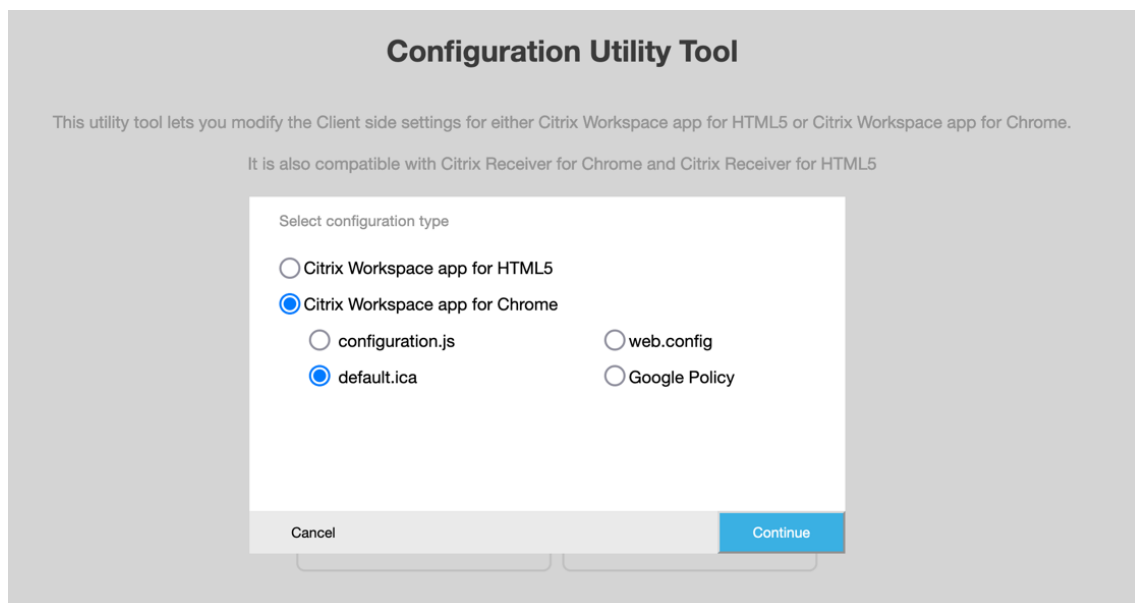 Configuration Utility Tool
This utility tool lets you modify the Client side settings for either Citrix Workspace app for HTML5 or Citrix Workspace app for Chrome.
It is also compatible with Citrix Receiver for Chrome and Citrix Receiver for HTML5
Select configuration type
Citrix Workspace app for HTML5
Citrix Workspace app for Chrome
configuration.js web.config
default.ica Google Policy
Cancel Continue